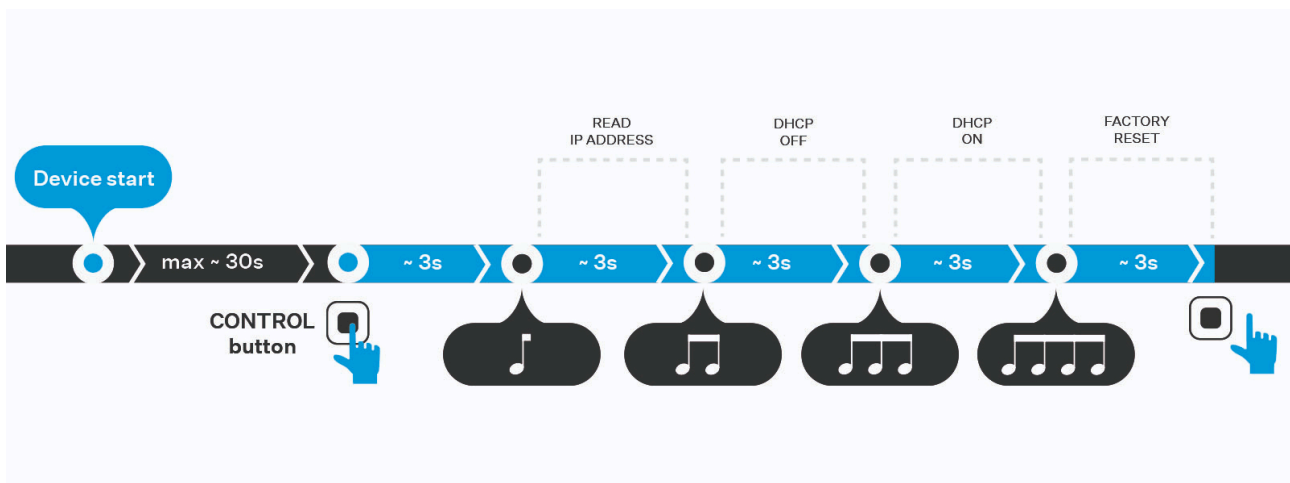 READ
IP ADDRESS
DHCP
OFF
DHCP
ON
FACTORY
RESET
Device start
max ~ 30s
~ 3s
~ 3s
~ 3s
~ 3s
~ 3s
CONTROL
button